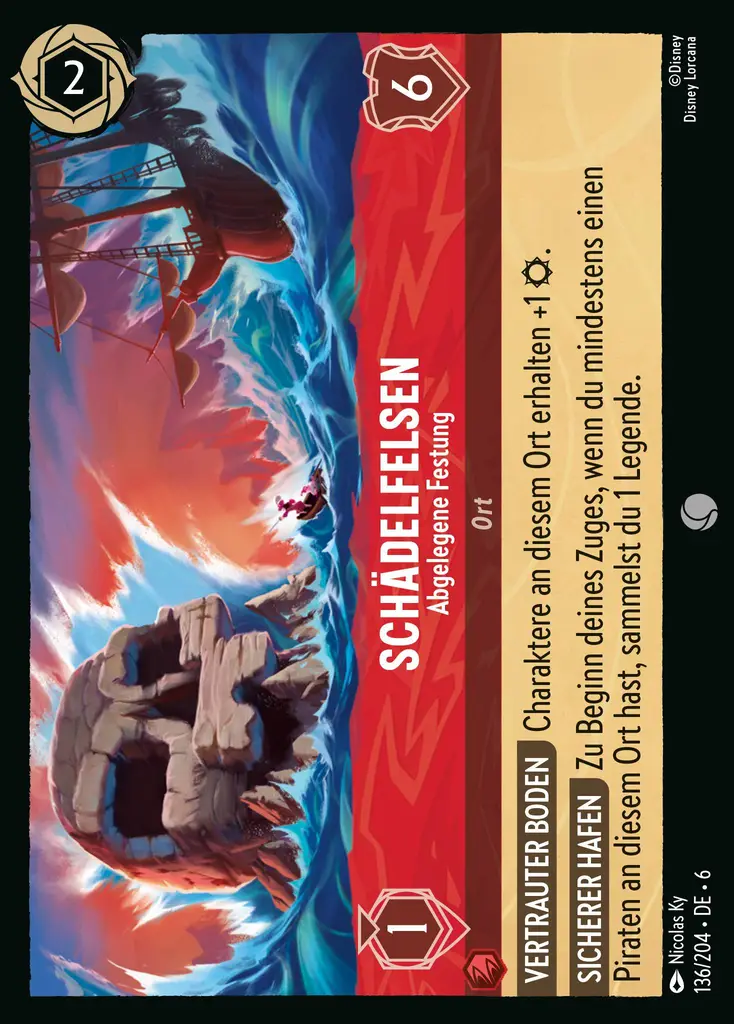 2
SCHÄDELFELSEN
Abgelegene Festung
1
6
Ort
VERTRAUTER BODEN Charaktere an diesem Ort erhalten +1 .
SICHERER HAFEN Zu Beginn deines Zuges, wenn du mindestens einen
Piraten an diesem Ort hast, sammelst du 1 Legende.
Nicolas Ky
136/204 • DE • 6
©Disney
Disney Lorcana